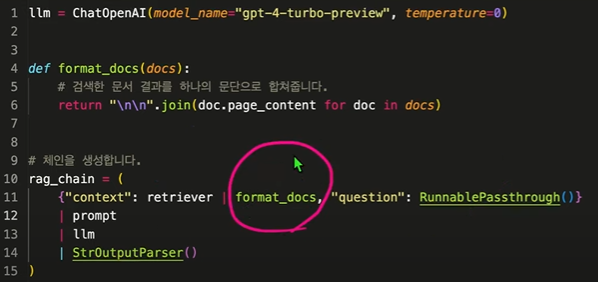 1 llm = ChatOpenAI(model_name="gpt-4-turbo-preview", temperature=0)
2
3
4 def format_docs(docs):
5     # 검색한 문서 결과를 하나의 문단으로 합쳐줍니다.
6     return "\n\n".join(doc.page_content for doc in docs)
7
8
9 # 체인을 생성합니다.
10 rag_chain = (
11     {"context": retriever | format_docs, "question": RunnablePassthrough()}
12     | prompt
13     | llm
14     | StrOutputParser()
15 )